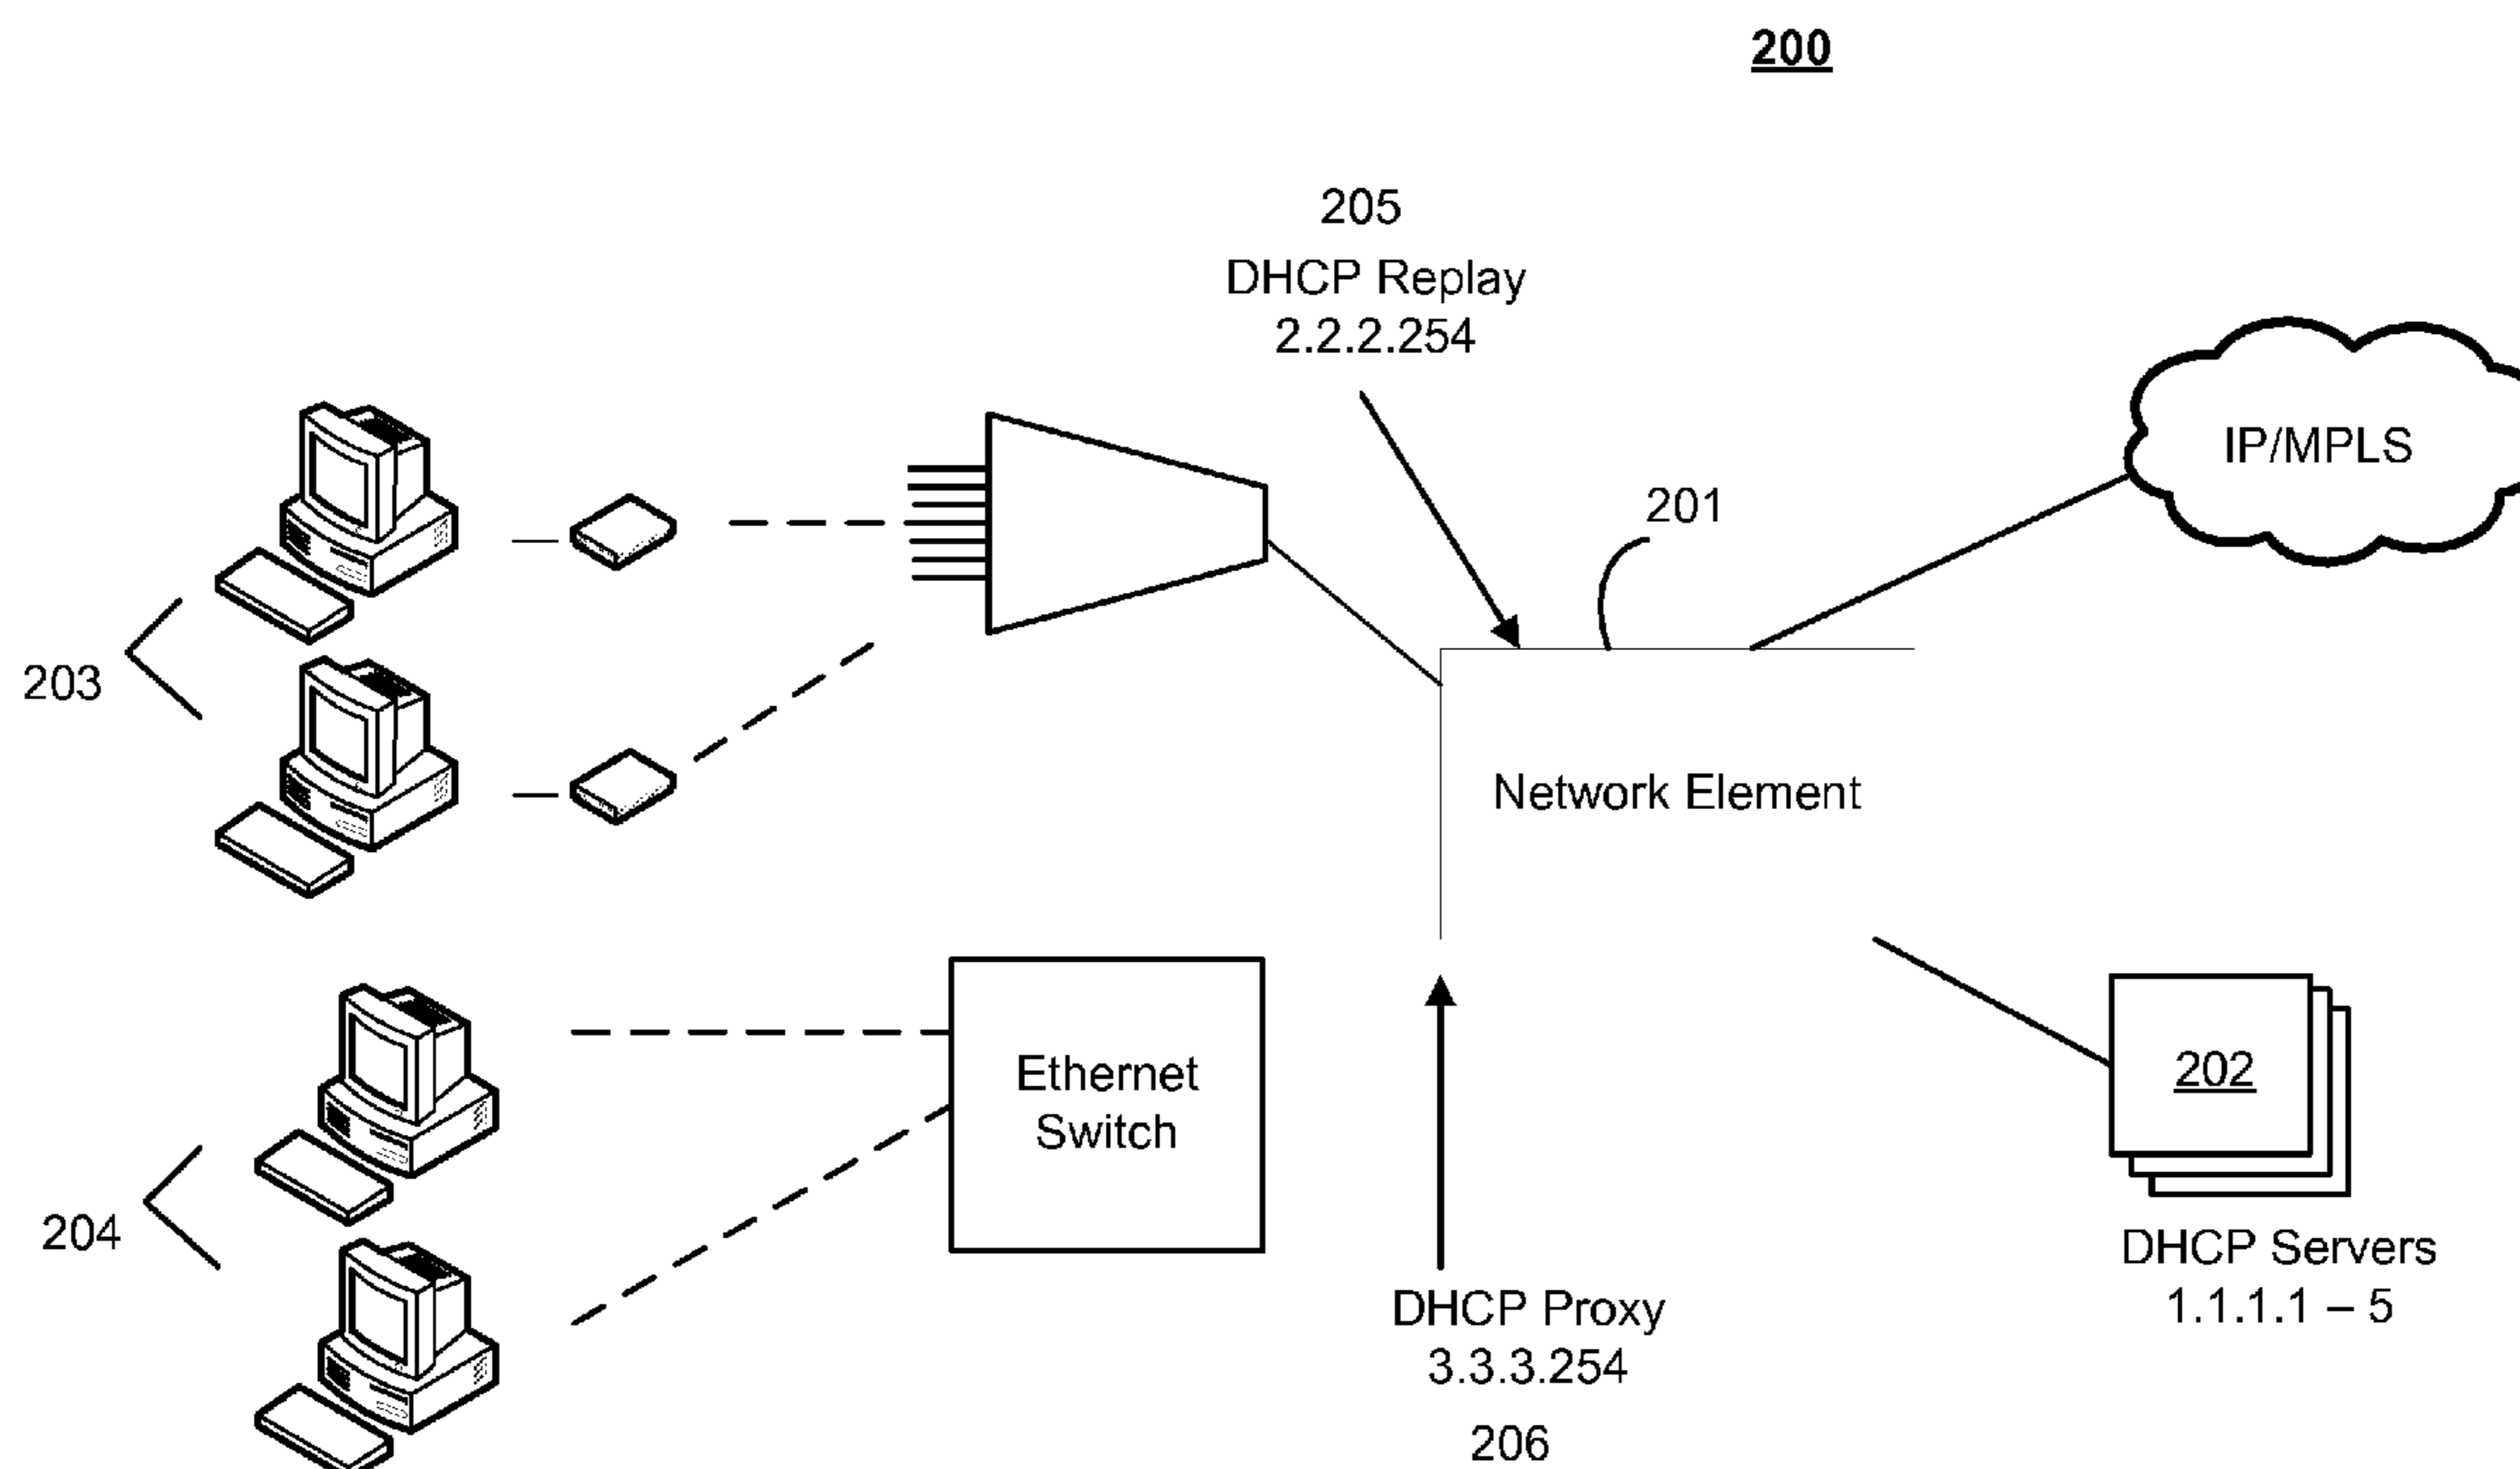 200
205
DHCP Replay
2.2.2.254
IP/MPLS
201
203
Network Element
Ethernet
Switch
202
204
DHCP Servers
1.1.1.1 – 5
DHCP Proxy
3.3.3.254
206